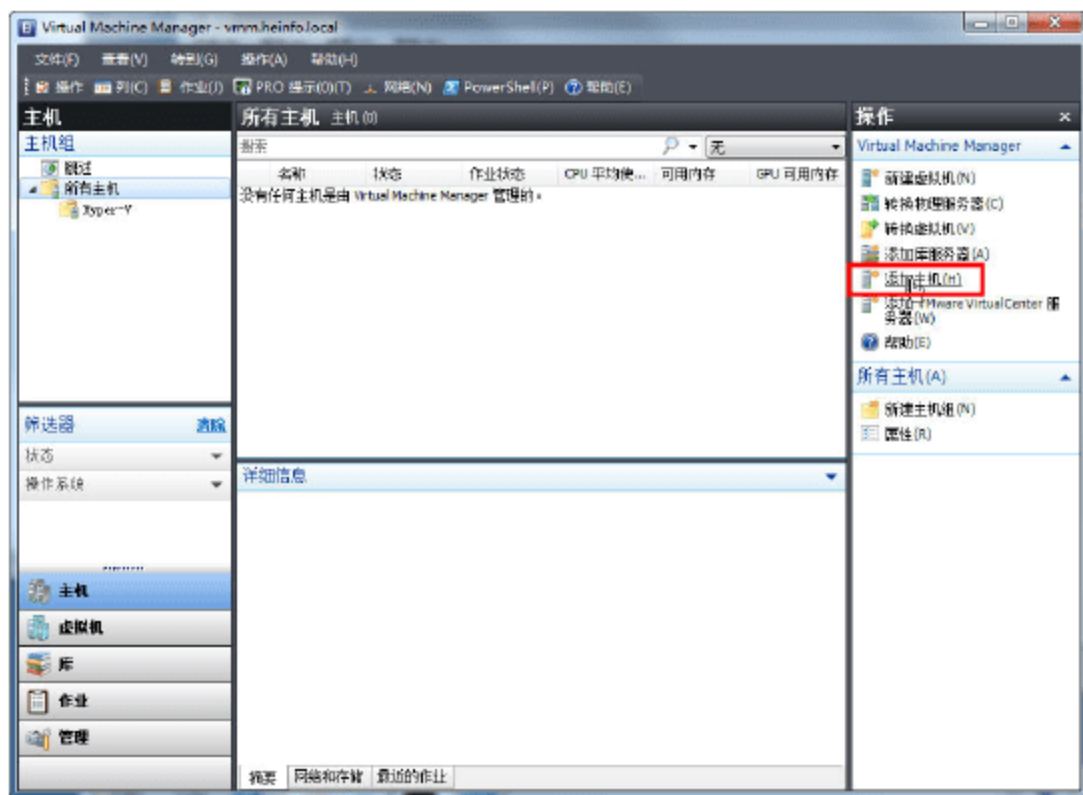 Virtual Machine Manager - vmm.heinfo.local
文件(F) 查看(V) 转到(G) 操作(A) 帮助(H)
操作 列(C) 作业(J) PRO 提示(0)(T) 网络(N) PowerShell(P) 帮助(E)
主机
主机组
概述
所有主机
Hyper-V
筛选器 清除
状态
操作系统
主机
虚拟机
库
作业
管理
所有主机 主机(0)
搜索 无
名称 状态 作业状态 CPU 平均使... 可用内存 GPU 可用内存
没有任何主机是由 Virtual Machine Manager 管理的。
详细信息
摘要 网络和存储 最近的作业
操作
Virtual Machine Manager
新建虚拟机(N)
转换物理服务器(C)
转换虚拟机(V)
添加库服务器(A)
添加主机(H)
添加 VMware VirtualCenter 服
务器(W)
帮助(E)
所有主机(A)
新建主机组(N)
属性(R)